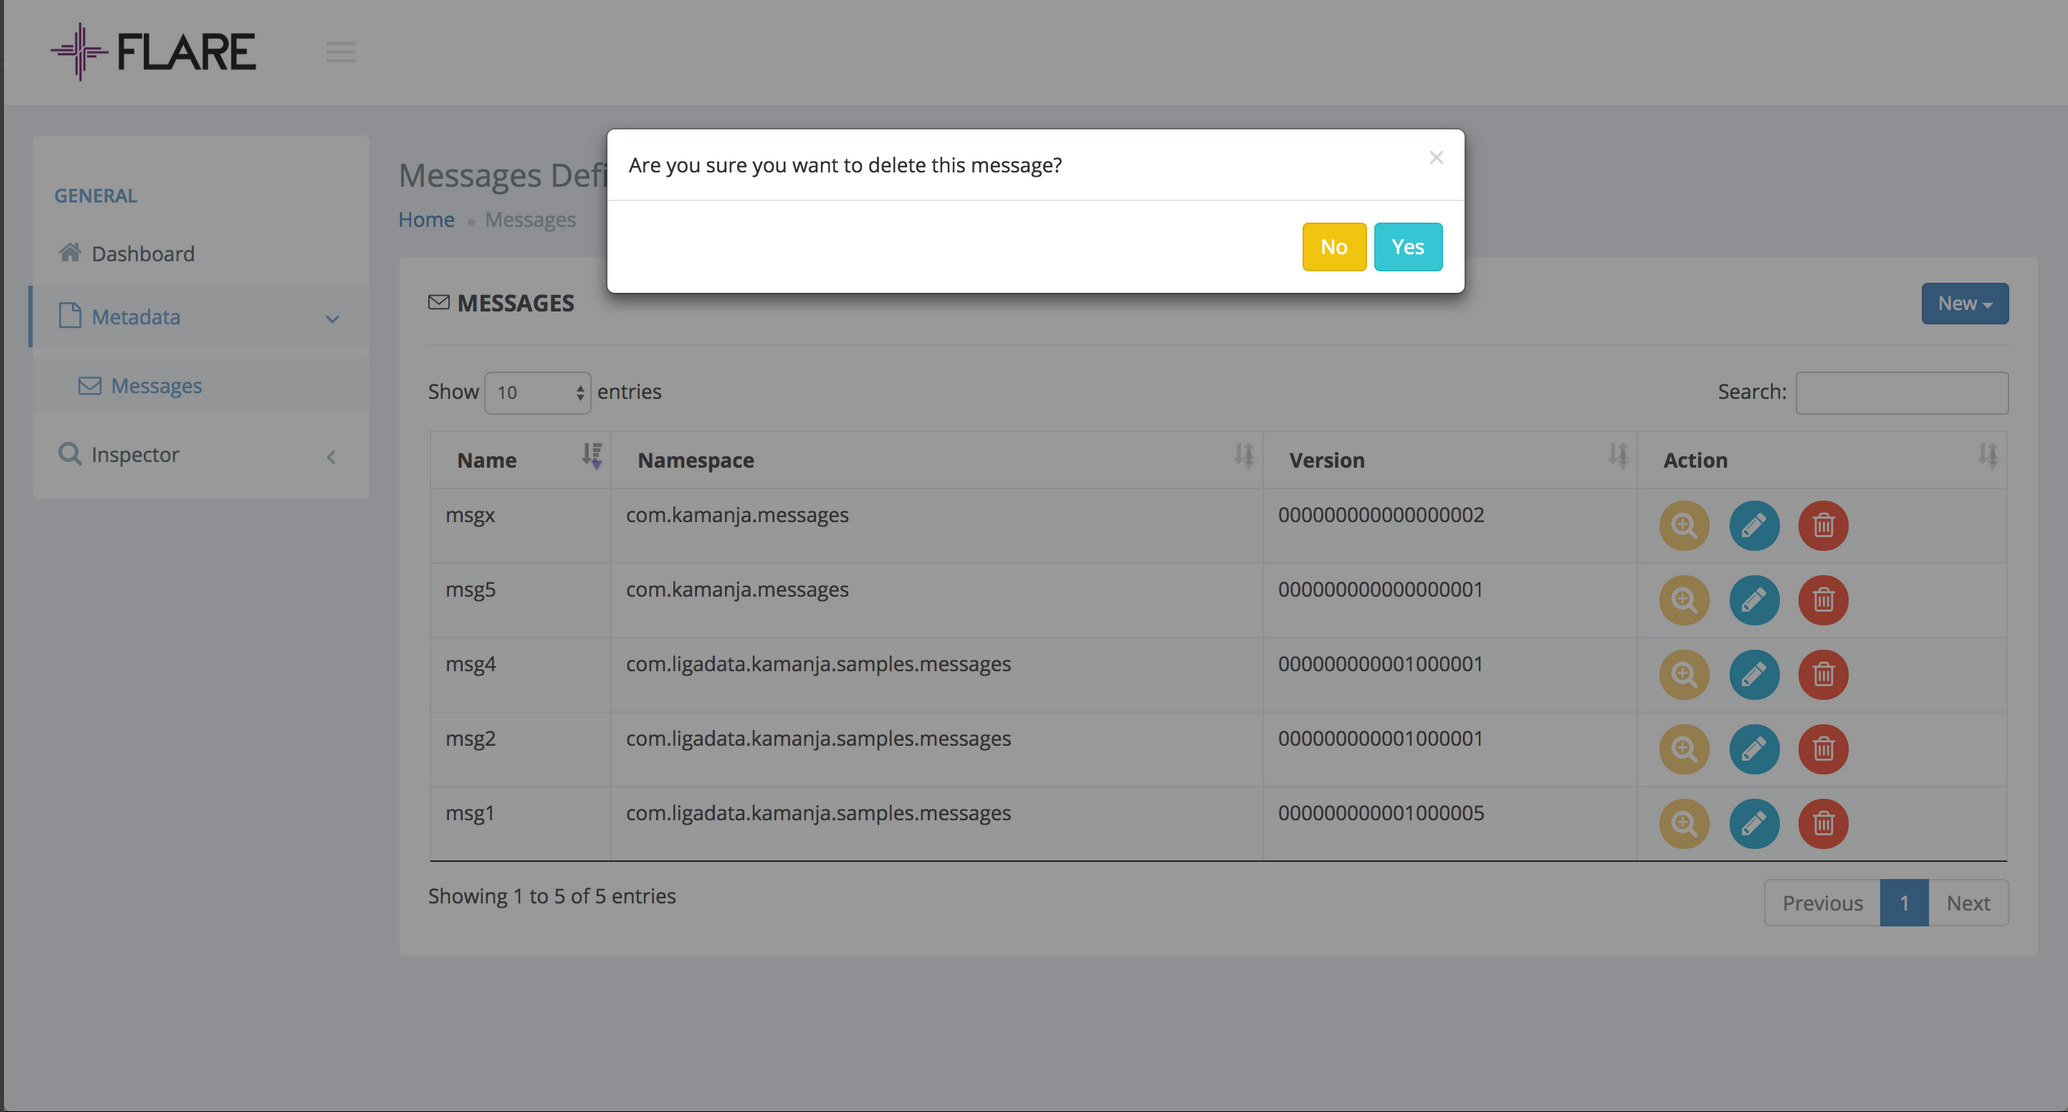 FLARE
Are you sure you want to delete this message?
×
No Yes
GENERAL
Dashboard
Metadata
Messages
Inspector
Messages Defi
Home • Messages
MESSAGES
New
Show 10 entries
Search:
Name Namespace Version Action
msgx com.kamanja.messages 000000000000000002
msg5 com.kamanja.messages 000000000000000001
msg4 com.ligadata.kamanja.samples.messages 000000000001000001
msg2 com.ligadata.kamanja.samples.messages 000000000001000001
msg1 com.ligadata.kamanja.samples.messages 000000000001000005
Showing 1 to 5 of 5 entries
Previous 1 Next